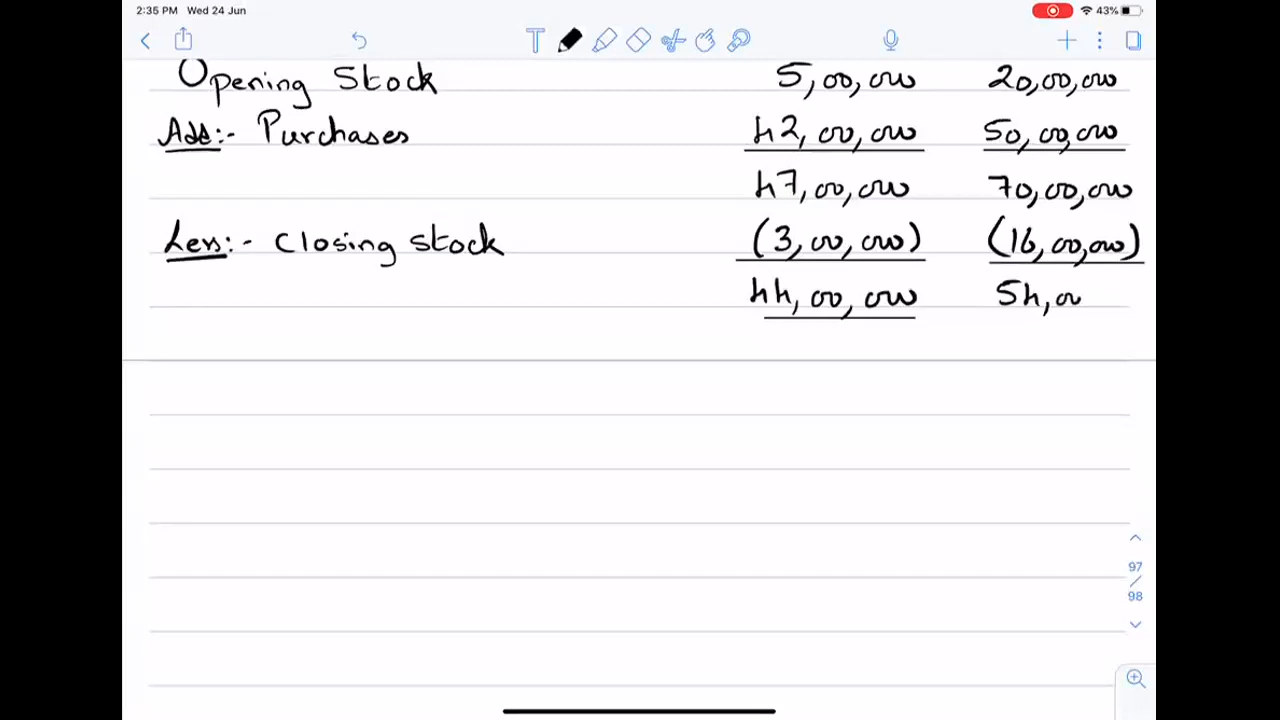 2:35 PM Wed 24 Jun 43%
Opening Stock 5,00,000 20,00,000
Add:- Purchases 42,00,000 50,00,000
47,00,000 70,00,000
Less:- Closing Stock (3,00,000) (16,00,000)
44,00,000 54,00
97
/
98